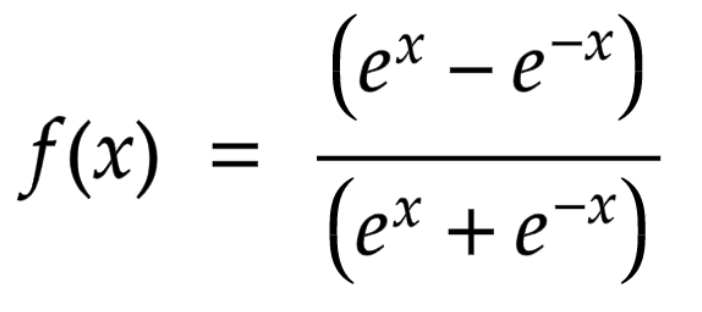 f(x) = (e^x − e^−x) / (e^x + e^−x)